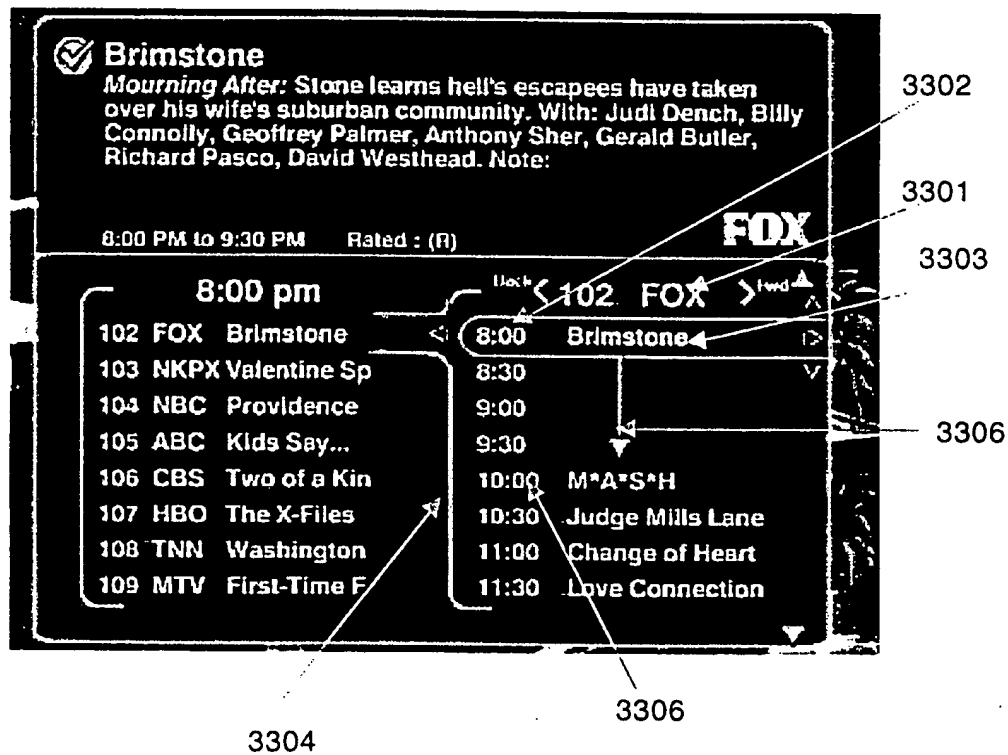 Brimstone
Mourning After: Stone learns hell's escapees have taken
over his wife's suburban community. With: Judi Dench, Billy
Connolly, Geoffrey Palmer, Anthony Sher, Gerald Butler,
Richard Pasco, David Westhead. Note:
8:00 PM to 9:30 PM Rated : (R)
FOX
3302
3301
3303
8:00 pm
Back 102 FOX Fwd
102 FOX Brimstone
8:00 Brimstone
103 NKPX Valentine Sp
8:30
104 NBC Providence
9:00
105 ABC Kids Say...
9:30
3306
106 CBS Two of a Kin
10:00 M*A*S*H
107 HBO The X-Files
10:30 Judge Mills Lane
108 TNN Washington
11:00 Change of Heart
109 MTV First-Time F
11:30 Love Connection
3304
3306